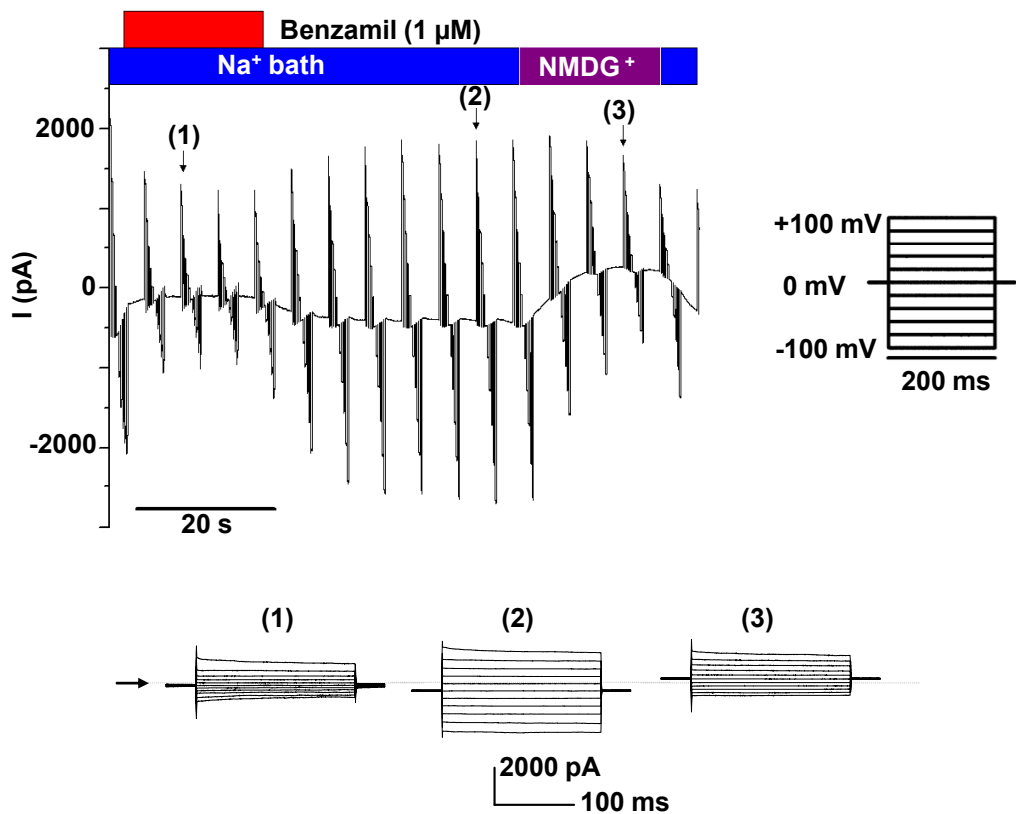 Benzamil (1 µM)
Na⁺ bath
NMDG⁺
(1)
(2)
(3)
2000
0
-2000
I (pA)
20 s
+100 mV
0 mV
-100 mV
200 ms
(1)
(2)
(3)
2000 pA
100 ms